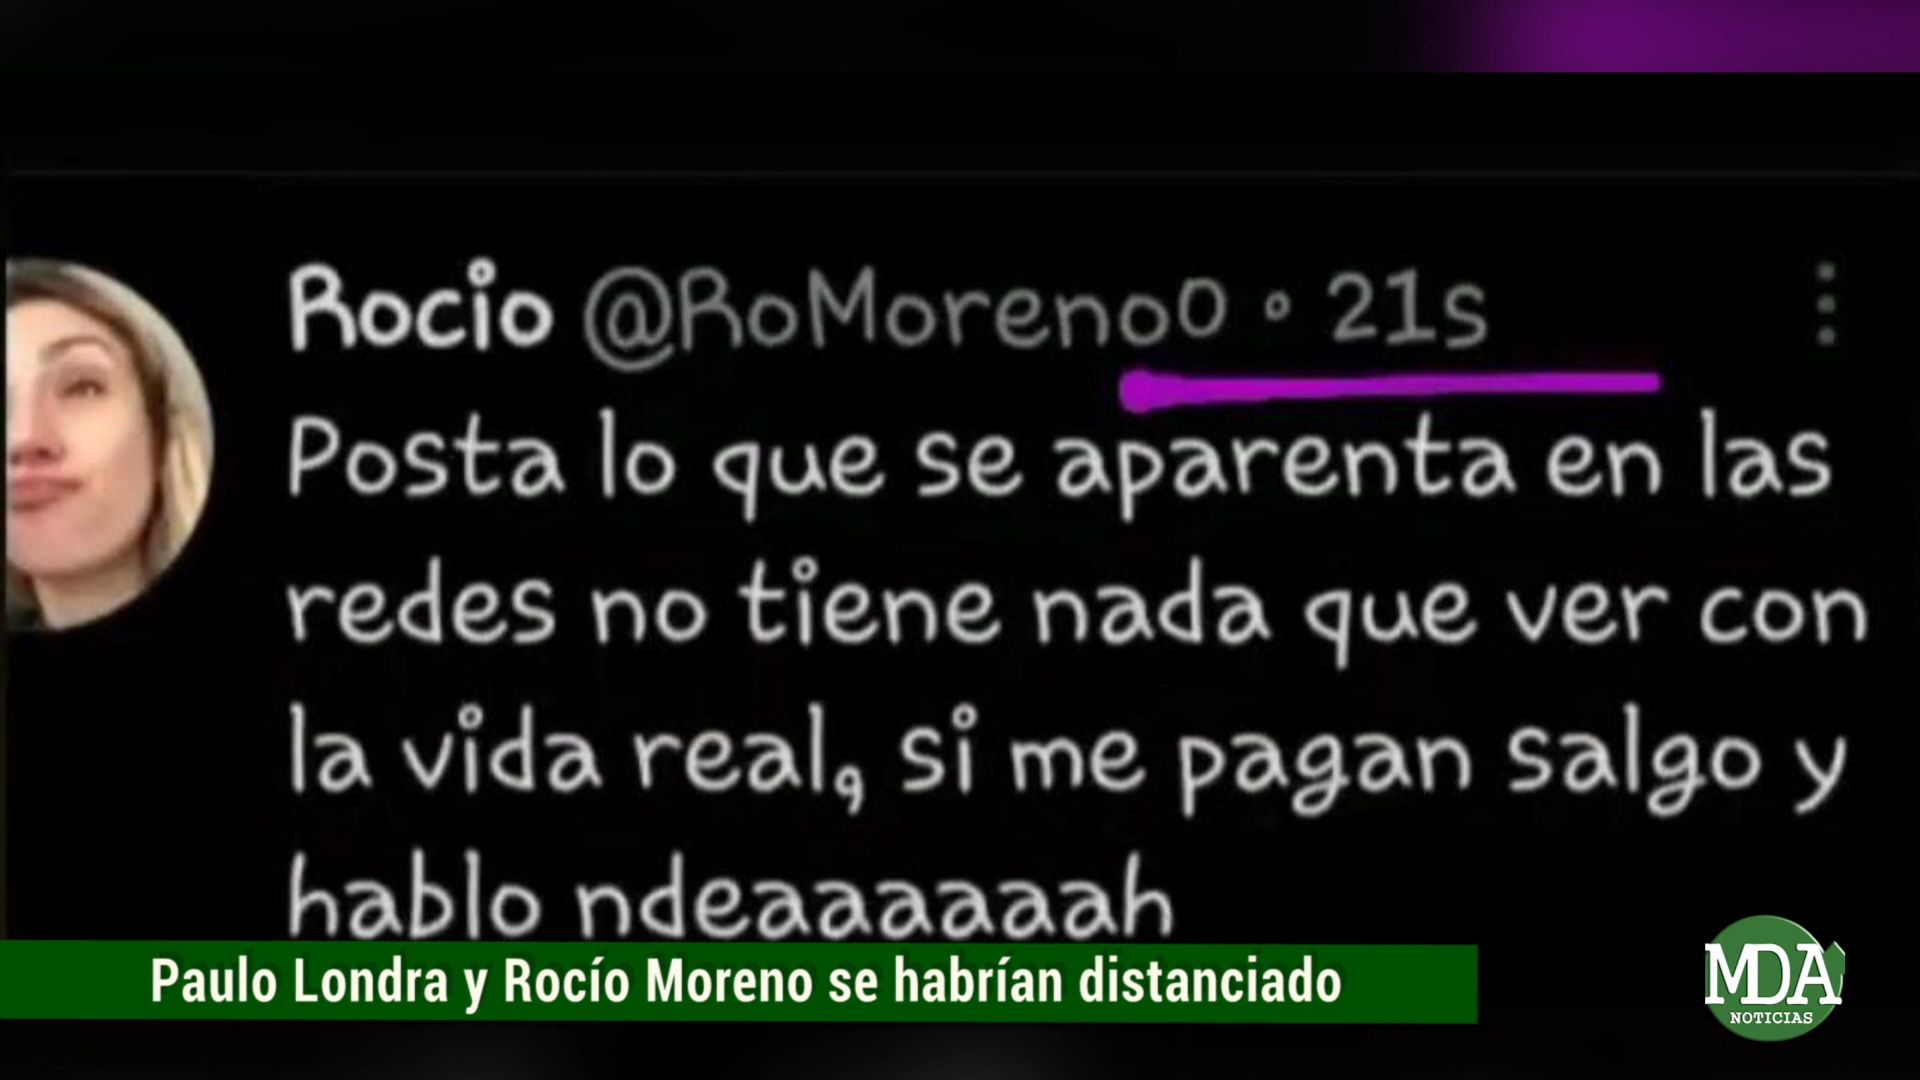 Rocio @RoMoreno0 • 21s
Posta lo que se aparenta en las
redes no tiene nada que ver con
la vida real, si me pagan salgo y
hablo ndeaaaaaaah
Paulo Londra y Rocío Moreno se habrían distanciado
MDA
NOTICIAS